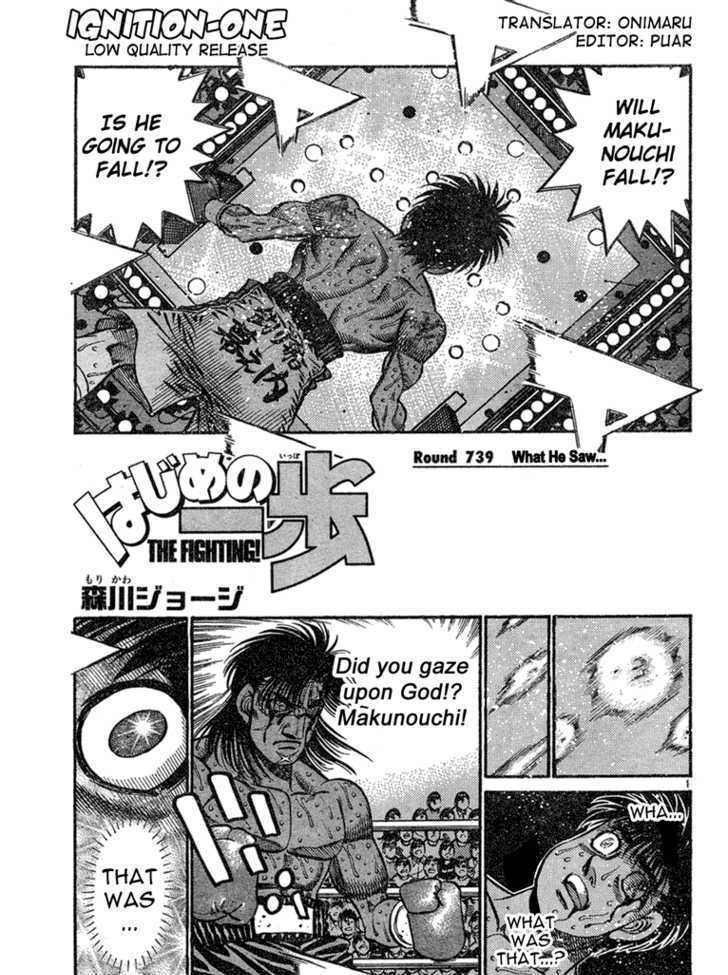 IGNITION-ONE
LOW QUALITY RELEASE
TRANSLATOR: ONIMARU
EDITOR: PUAR
WILL
MAKU-
NOUCHI
FALL!?
IS HE
GOING TO
FALL!?
Round 739 What He Saw...
いっぽ
はじめの一歩
THE FIGHTING!
もり かわ
森川ジョージ
1
WHA...
WHAT
WAS
THAT...?
Did you gaze
upon God!?
Makunouchi!
THAT
WAS
...